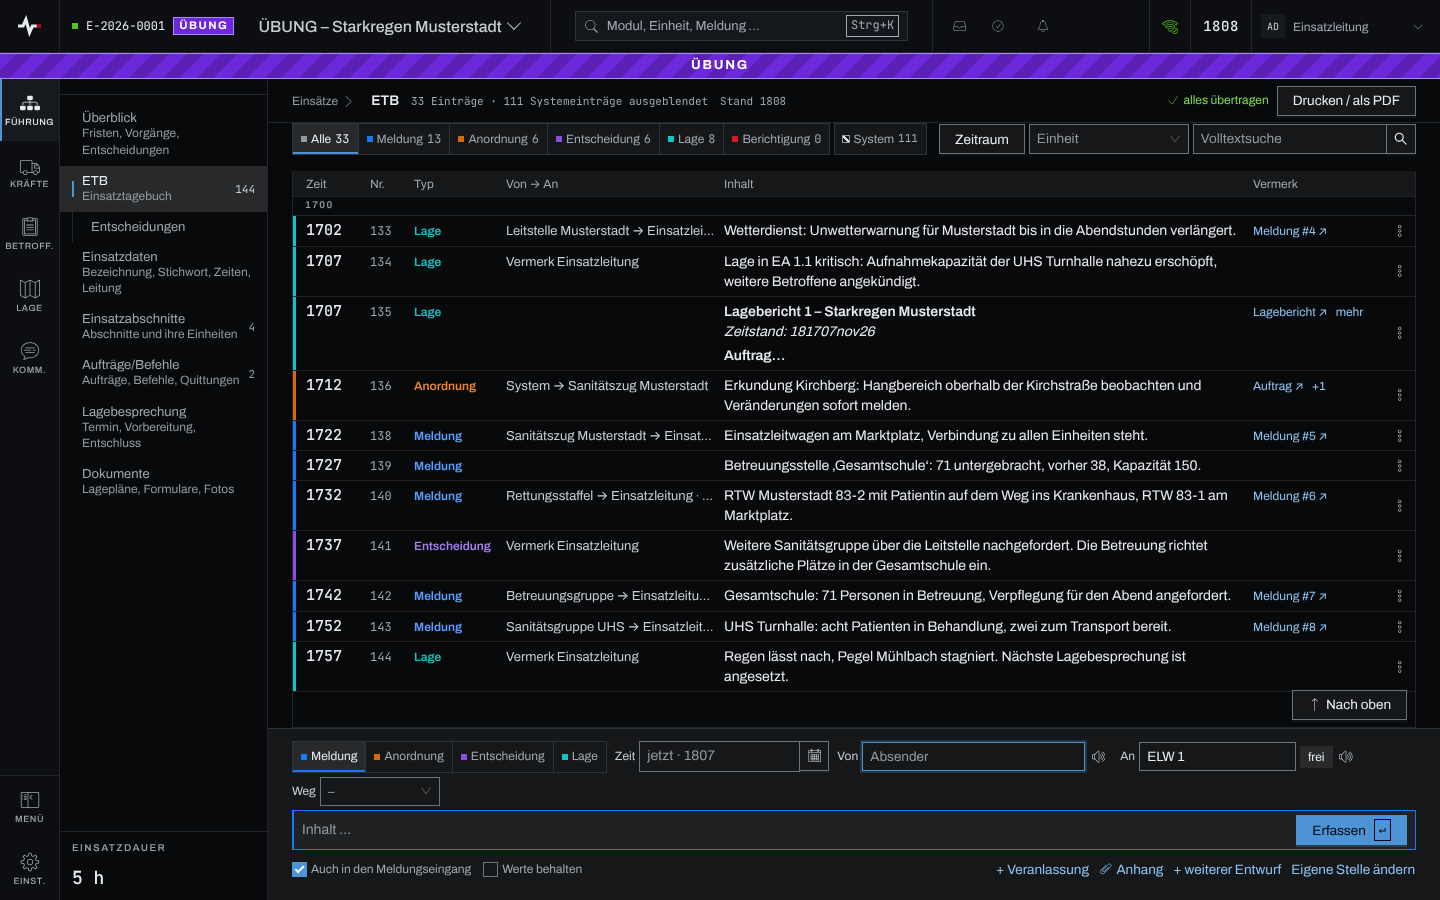 E-2026-0001 ÜBUNG ÜBUNG – Starkregen Musterstadt Modul, Einheit, Meldung ... Strg+K 1808 AD Einsatzleitung
ÜBUNG
FÜHRUNG
KRÄFTE
BETROFF.
LAGE
KOMM.
MENÜ
EINST.
Überblick
Fristen, Vorgänge,
Entscheidungen
ETB
Einsatztagebuch 144
Entscheidungen
Einsatzdaten
Bezeichnung, Stichwort, Zeiten,
Leitung
Einsatzabschnitte
Abschnitte und ihre Einheiten 4
Aufträge/Befehle
Aufträge, Befehle, Quittungen 2
Lagebesprechung
Termin, Vorbereitung,
Entschluss
Dokumente
Lagepläne, Formulare, Fotos
EINSATZDAUER
5 h
Einsätze ETB 33 Einträge · 111 Systemeinträge ausgeblendet Stand 1808 alles übertragen Drucken / als PDF
Alle 33 Meldung 13 Anordnung 6 Entscheidung 6 Lage 8 Berichtigung 0 System 111 Zeitraum Einheit Volltextsuche
Zeit Nr. Typ Von → An Inhalt Vermerk
1700
1702 133 Lage Leitstelle Musterstadt → Einsatzlei... Wetterdienst: Unwetterwarnung für Musterstadt bis in die Abendstunden verlängert. Meldung #4 ↗
1707 134 Lage Vermerk Einsatzleitung Lage in EA 1.1 kritisch: Aufnahmekapazität der UHS Turnhalle nahezu erschöpft,
weitere Betroffene angekündigt.
1707 135 Lage Lagebericht 1 – Starkregen Musterstadt Lagebericht ↗ mehr
Zeitstand: 181707nov26
Auftrag...
1712 136 Anordnung System → Sanitätszug Musterstadt Erkundung Kirchberg: Hangbereich oberhalb der Kirchstraße beobachten und Auftrag ↗ +1
Veränderungen sofort melden.
1722 138 Meldung Sanitätszug Musterstadt → Einsat... Einsatzleitwagen am Marktplatz, Verbindung zu allen Einheiten steht. Meldung #5 ↗
1727 139 Meldung Betreuungsstelle ‚Gesamtschule‘: 71 untergebracht, vorher 38, Kapazität 150.
1732 140 Meldung Rettungsstaffel → Einsatzleitung · ... RTW Musterstadt 83-2 mit Patientin auf dem Weg ins Krankenhaus, RTW 83-1 am Meldung #6 ↗
Marktplatz.
1737 141 Entscheidung Vermerk Einsatzleitung Weitere Sanitätsgruppe über die Leitstelle nachgefordert. Die Betreuung richtet
zusätzliche Plätze in der Gesamtschule ein.
1742 142 Meldung Betreuungsgruppe → Einsatzleitu... Gesamtschule: 71 Personen in Betreuung, Verpflegung für den Abend angefordert. Meldung #7 ↗
1752 143 Meldung Sanitätsgruppe UHS → Einsatzleit... UHS Turnhalle: acht Patienten in Behandlung, zwei zum Transport bereit. Meldung #8 ↗
1757 144 Lage Vermerk Einsatzleitung Regen lässt nach, Pegel Mühlbach stagniert. Nächste Lagebesprechung ist
angesetzt.
↑ Nach oben
Meldung Anordnung Entscheidung Lage Zeit jetzt · 1807 Von Absender An ELW 1 frei
Weg –
Inhalt ... Erfassen ↵
Auch in den Meldungseingang Werte behalten + Veranlassung Anhang + weiterer Entwurf Eigene Stelle ändern